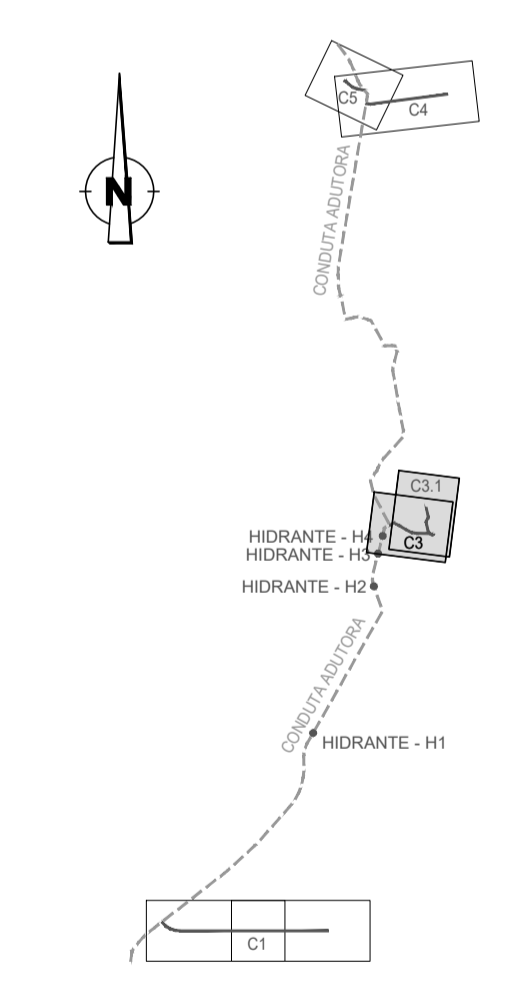 C5
C4
CONDUTA ADUTORA
N
C3.1
HIDRANTE - H4
C3
HIDRANTE - H3
HIDRANTE - H2
CONDUTA ADUTORA
HIDRANTE - H1
C1